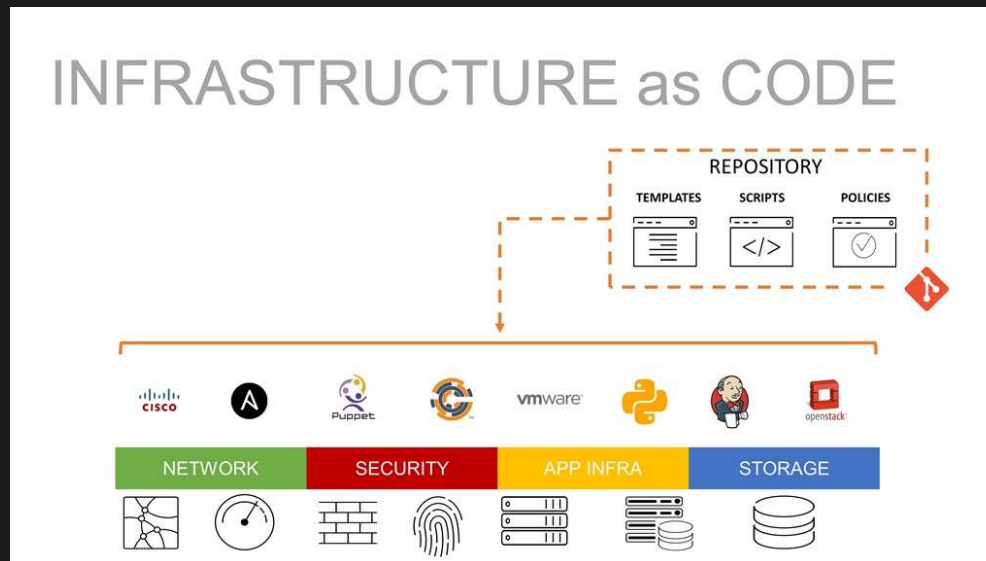 INFRASTRUCTURE as CODE
REPOSITORY
TEMPLATES SCRIPTS POLICIES
</>
CISCO Puppet vmware openstack
NETWORK SECURITY APP INFRA STORAGE